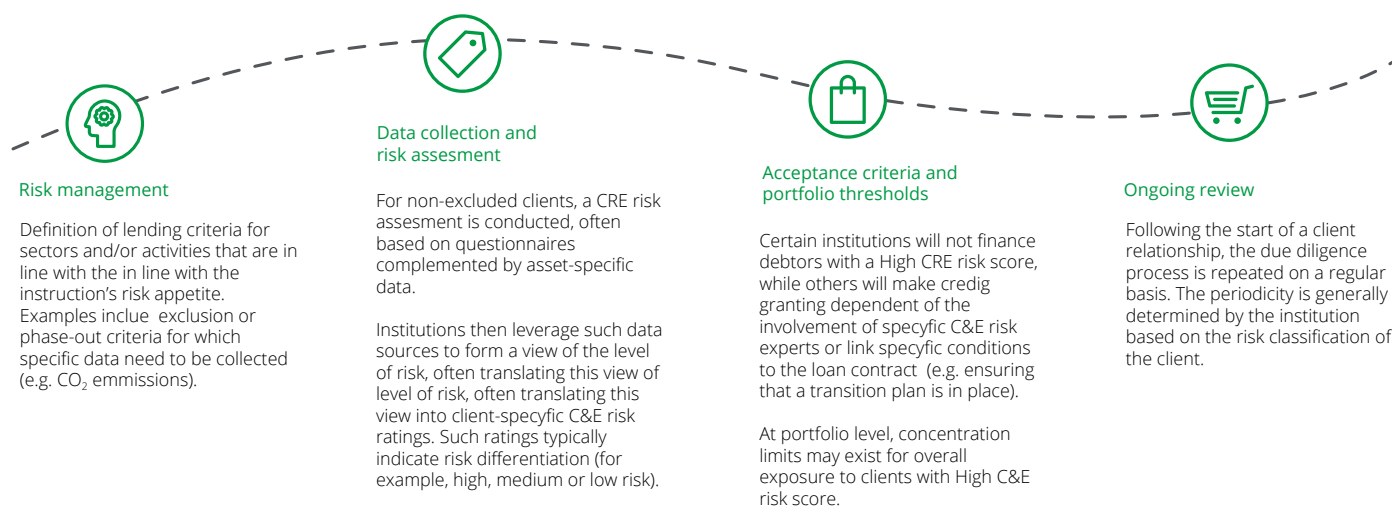 Risk management
Definition of lending criteria for
sectors and/or activities that are in
line with the in line with the
instruction's risk appetite.
Examples inclue  exclusion or
phase-out criteria for which
specific data need to be collected
(e.g. CO₂ emmissions).
Data collection and
risk assesment
For non-excluded clients, a CRE risk
assesment is conducted, often
based on questionnaires
complemented by asset-specific
data.
Institutions then leverage such data
sources to form a view of the level
of risk, often translating this view of
level of risk, often translating this
view into client-specyfic C&E risk
ratings. Such ratings typically
indicate risk differentiation (for
example, high, medium or low risk).
Acceptance criteria and
portfolio thresholds
Certain institutions will not finance
debtors with a High CRE risk score,
while others will make credig
granting dependent of the
involvement of specyfic C&E risk
experts or link specyfic conditions
to the loan contract  (e.g. ensuring
that a transition plan is in place).
At portfolio level, concentration
limits may exist for overall
exposure to clients with High C&E
risk score.
Ongoing review
Following the start of a client
relationship, the due diligence
process is repeated on a regular
basis. The periodicity is generally
determined by the institution
based on the risk classification of
the client.